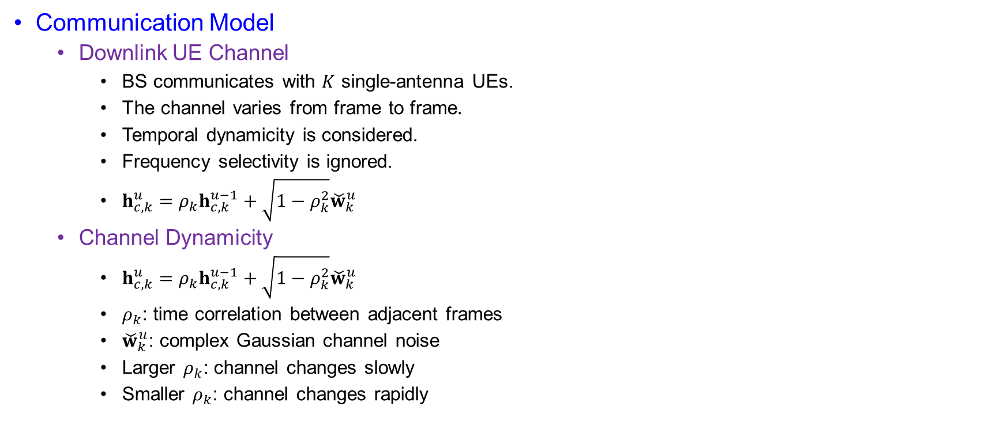 • Communication Model
• Downlink UE Channel
• BS communicates with K single-antenna UEs.
• The channel varies from frame to frame.
• Temporal dynamicity is considered.
• Frequency selectivity is ignored.
• $\mathbf{h}_{c,k}^{u} = \rho_k \mathbf{h}_{c,k}^{u-1} + \sqrt{1 - \rho_k^2} \check{\mathbf{w}}_k^u$
• Channel Dynamicity
• $\mathbf{h}_{c,k}^{u} = \rho_k \mathbf{h}_{c,k}^{u-1} + \sqrt{1 - \rho_k^2} \check{\mathbf{w}}_k^u$
• $\rho_k$: time correlation between adjacent frames
• $\check{\mathbf{w}}_k^u$: complex Gaussian channel noise
• Larger $\rho_k$: channel changes slowly
• Smaller $\rho_k$: channel changes rapidly